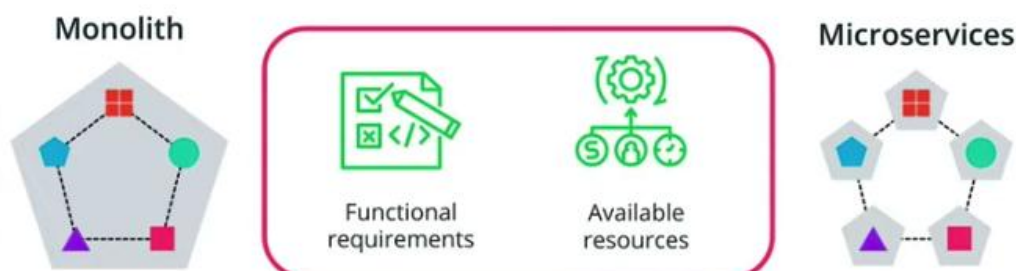 Monolith
Microservices
Functional
requirements
Available
resources